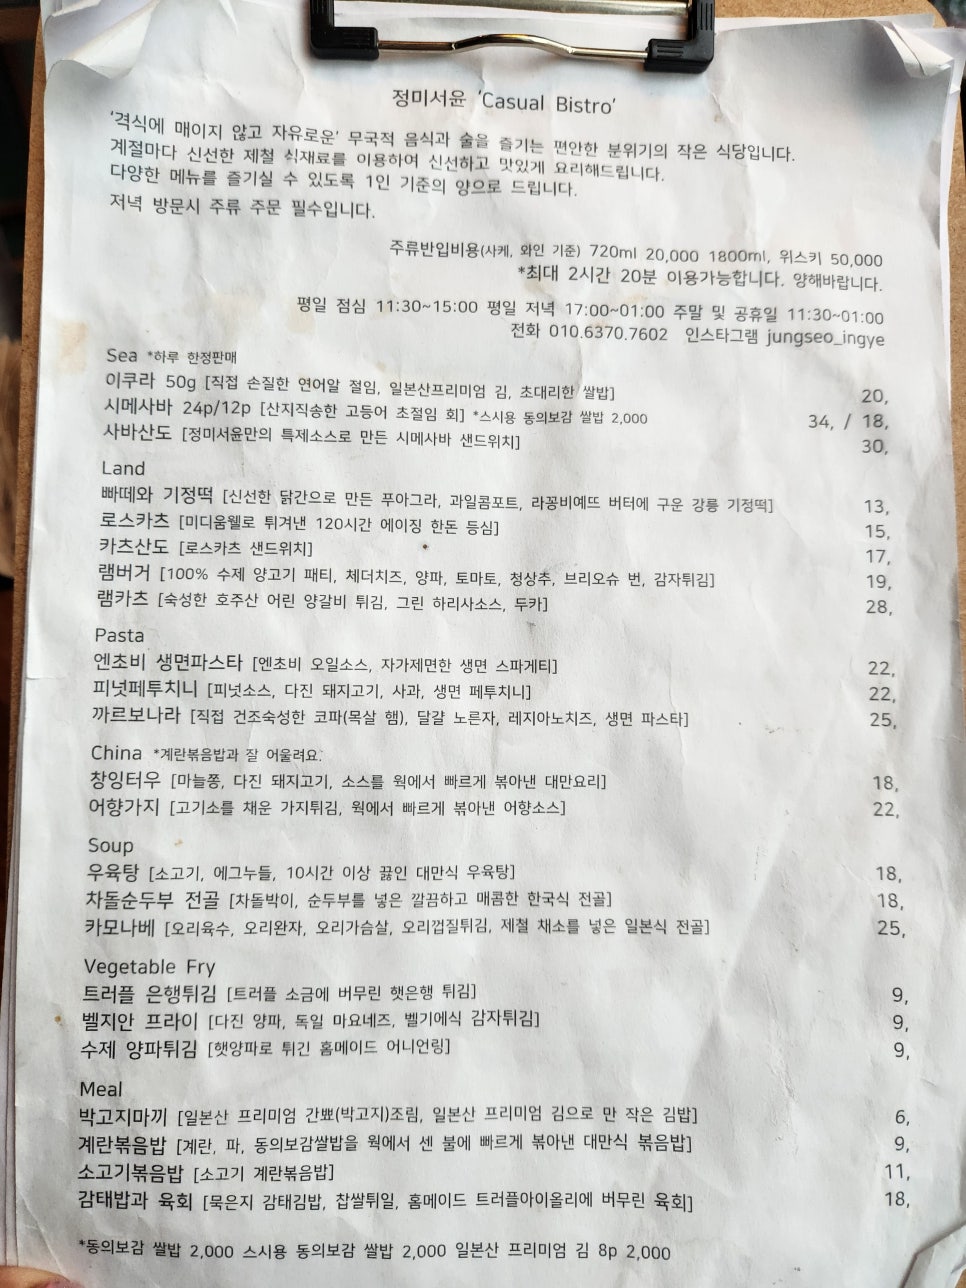 정미서윤 'Casual Bistro'
'격식에 매이지 않고 자유로운' 무국적 음식과 술을 즐기는 편안한 분위기의 작은 식당입니다.
계절마다 신선한 제철 식재료를 이용하여 신선하고 맛있게 요리해드립니다.
다양한 메뉴를 즐기실 수 있도록 1인 기준의 양으로 드립니다.
저녁 방문시 주류 주문 필수입니다.
주류반입비용(사케, 와인 기준) 720ml 20,000 1800ml, 위스키 50,000
*최대 2시간 20분 이용가능합니다. 양해바랍니다.
평일 점심 11:30~15:00 평일 저녁 17:00~01:00 주말 및 공휴일 11:30~01:00
전화 010.6370.7602 인스타그램 jungseo_ingye
Sea *하루 한정판매
이쿠라 50g [직접 손질한 연어알 절임, 일본산프리미엄 김, 초대리한 쌀밥] 20,
시메사바 24p/12p [산지직송한 고등어 초절임 회] *스시용 동의보감 쌀밥 2,000 34, / 18,
사바산도 [정미서윤만의 특제소스로 만든 시메사바 샌드위치] 30,
Land
빠떼와 기정떡 [신선한 닭간으로 만든 푸아그라, 과일콤포트, 라꽁비에뜨 버터에 구운 강릉 기정떡] 13,
로스카츠 [미디움웰로 튀겨낸 120시간 에이징 한돈 등심] 15,
카츠산도 [로스카츠 샌드위치] 17,
램버거 [100% 수제 양고기 패티, 체더치즈, 양파, 토마토, 청상추, 브리오슈 번, 감자튀김] 19,
램카츠 [숙성한 호주산 어린 양갈비 튀김, 그린 하리사소스, 두카] 28,
Pasta
엔초비 생면파스타 [엔초비 오일소스, 자가제면한 생면 스파게티] 22,
피넛페투치니 [피넛소스, 다진 돼지고기, 사과, 생면 페투치니] 22,
까르보나라 [직접 건조숙성한 코파(목살 햄), 달걀 노른자, 레지아노치즈, 생면 파스타] 25,
China *계란볶음밥과 잘 어울려요.
창잉터우 [마늘쫑, 다진 돼지고기, 소스를 웍에서 빠르게 볶아낸 대만요리] 18,
어향가지 [고기소를 채운 가지튀김, 웍에서 빠르게 볶아낸 어향소스] 22,
Soup
우육탕 [소고기, 에그누들, 10시간 이상 끓인 대만식 우육탕] 18,
차돌순두부 전골 [차돌박이, 순두부를 넣은 깔끔하고 매콤한 한국식 전골] 18,
카모나베 [오리육수, 오리완자, 오리가슴살, 오리껍질튀김, 제철 채소를 넣은 일본식 전골] 25,
Vegetable Fry
트러플 은행튀김 [트러플 소금에 버무린 햇은행 튀김] 9,
벨지안 프라이 [다진 양파, 독일 마요네즈, 벨기에식 감자튀김] 9,
수제 양파튀김 [햇양파로 튀긴 홈메이드 어니언링] 9,
Meal
박고지마끼 [일본산 프리미엄 간뾰(박고지)조림, 일본산 프리미엄 김으로 만 작은 김밥] 6,
계란볶음밥 [계란, 파, 동의보감쌀밥을 웍에서 센 불에 빠르게 볶아낸 대만식 볶음밥] 9,
소고기볶음밥 [소고기 계란볶음밥] 11,
감태밥과 육회 [묵은지 감태김밥, 찹쌀튀일, 홈메이드 트러플아이올리에 버무린 육회] 18,
*동의보감 쌀밥 2,000 스시용 동의보감 쌀밥 2,000 일본산 프리미엄 김 8p 2,000